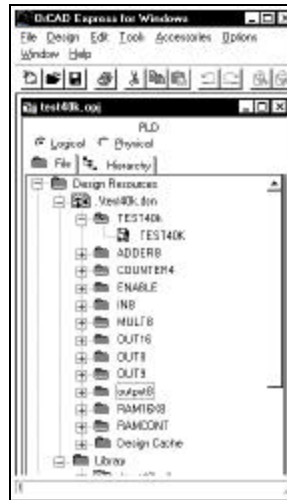 OrCAD Express for Windows
File Design Edit Tools Accessories Options
Window Help
test40k.opj
PLD
Logical Physical
File Hierarchy
Design Resources
.\test40k.dsn
TEST40k
TEST40K
ADDER8
COUNTER4
ENABLE
IN8
MULT8
OUT16
OUT8
OUT9
output8
RAM16X8
RAMCONT
Design Cache
Library